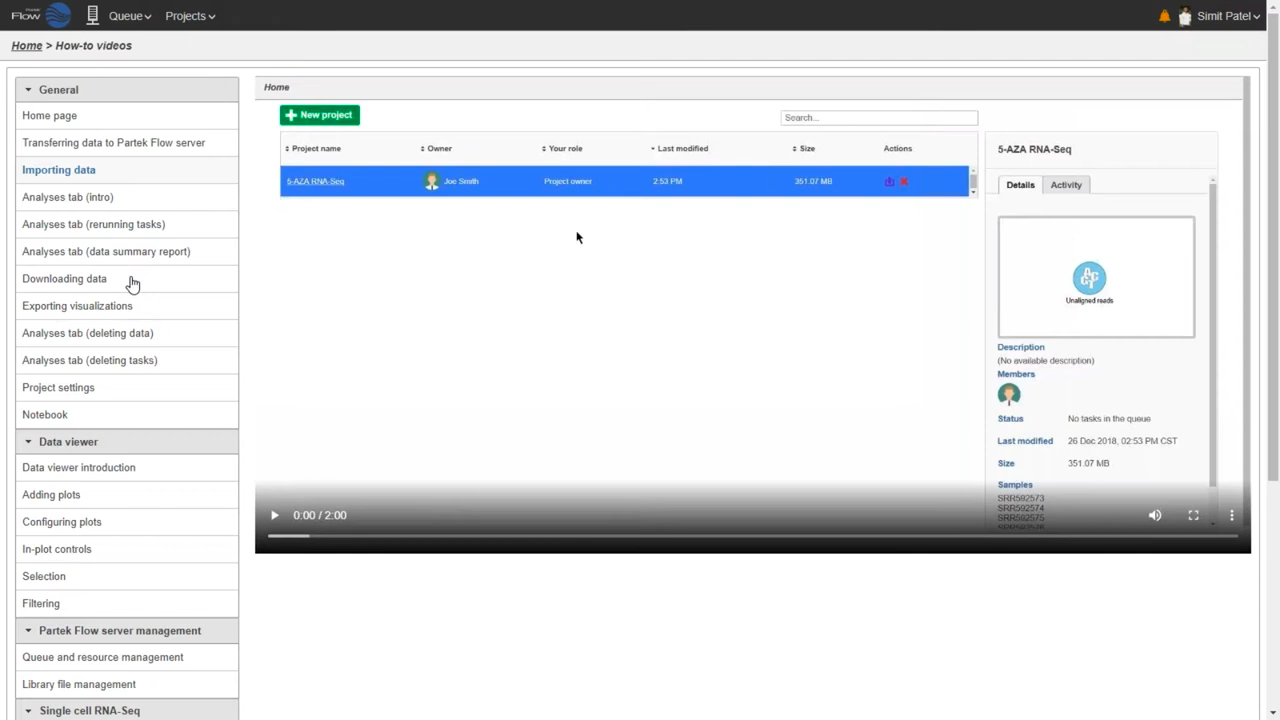 Partek
Flow Queue Projects Simit Patel
Home > How-to videos
General
Home page
Transferring data to Partek Flow server
Importing data
Analyses tab (intro)
Analyses tab (rerunning tasks)
Analyses tab (data summary report)
Downloading data
Exporting visualizations
Analyses tab (deleting data)
Analyses tab (deleting tasks)
Project settings
Notebook
Data viewer
Data viewer introduction
Adding plots
Configuring plots
In-plot controls
Selection
Filtering
Partek Flow server management
Queue and resource management
Library file management
Single cell RNA-Seq
Home
New project
Search...
Project name Owner Your role Last modified Size Actions
5-AZA RNA-Seq Joe Smith Project owner 2:53 PM 351.07 MB
5-AZA RNA-Seq
Details Activity
Unaligned reads
Description
(No available description)
Members
Status No tasks in the queue
Last modified 26 Dec 2018, 02:53 PM CST
Size 351.07 MB
Samples
SRR592573
SRR592574
SRR592575
SRR592576
0:00 / 2:00